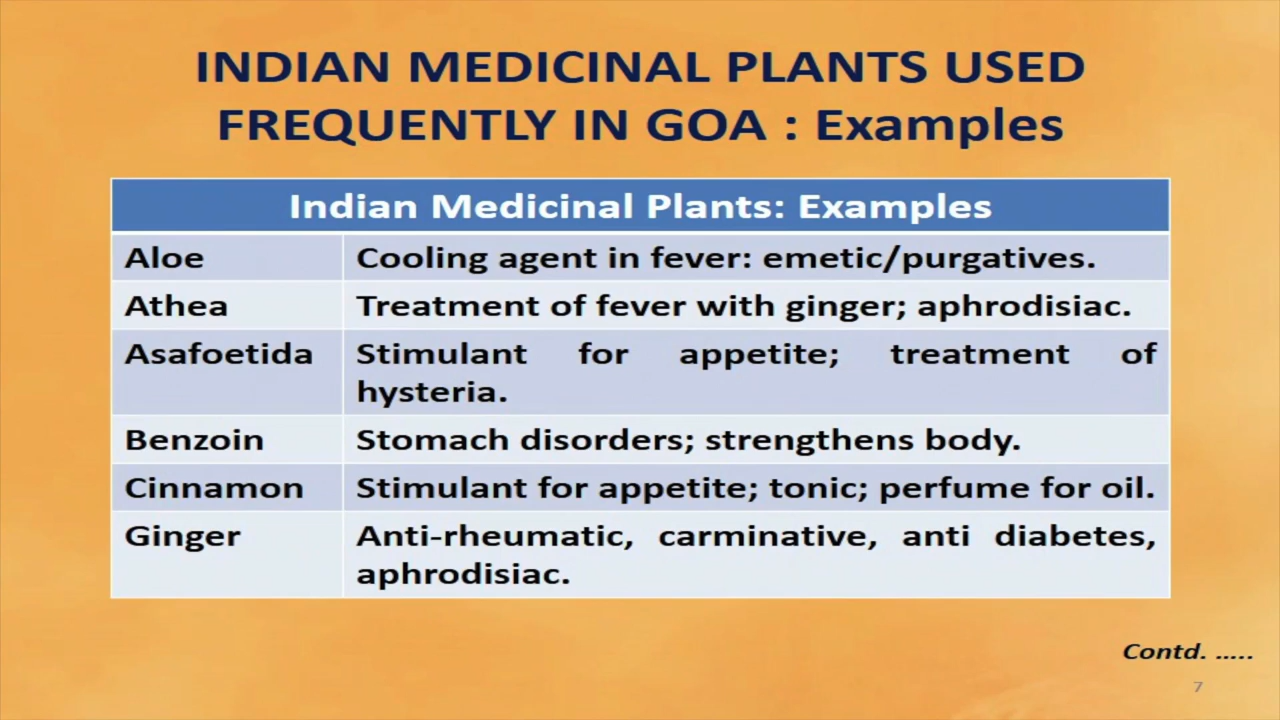 INDIAN MEDICINAL PLANTS USED
FREQUENTLY IN GOA : Examples
Indian Medicinal Plants: Examples
Aloe Cooling agent in fever: emetic/purgatives.
Athea Treatment of fever with ginger; aphrodisiac.
Asafoetida Stimulant for appetite; treatment of
hysteria.
Benzoin Stomach disorders; strengthens body.
Cinnamon Stimulant for appetite; tonic; perfume for oil.
Ginger Anti-rheumatic, carminative, anti diabetes,
aphrodisiac.
Contd. .....
7